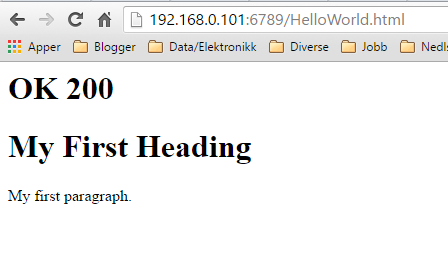 192.168.0.101:6789/HelloWorld.html
Apper Blogger Data/Elektronikk Diverse Jobb Nedl
OK 200
My First Heading
My first paragraph.